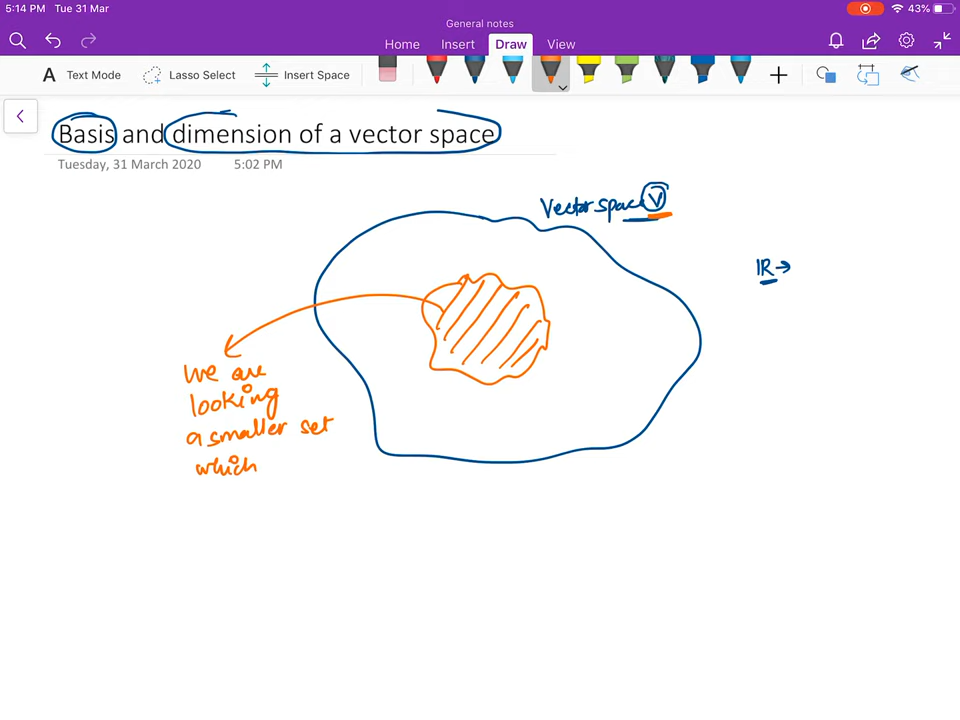 5:14 PM Tue 31 Mar
43%
General notes
Home Insert Draw View
A Text Mode Lasso Select Insert Space
Basis and dimension of a vector space
Tuesday, 31 March 2020 5:02 PM
Vector space V
IR→
we are
looking
a smaller set
which